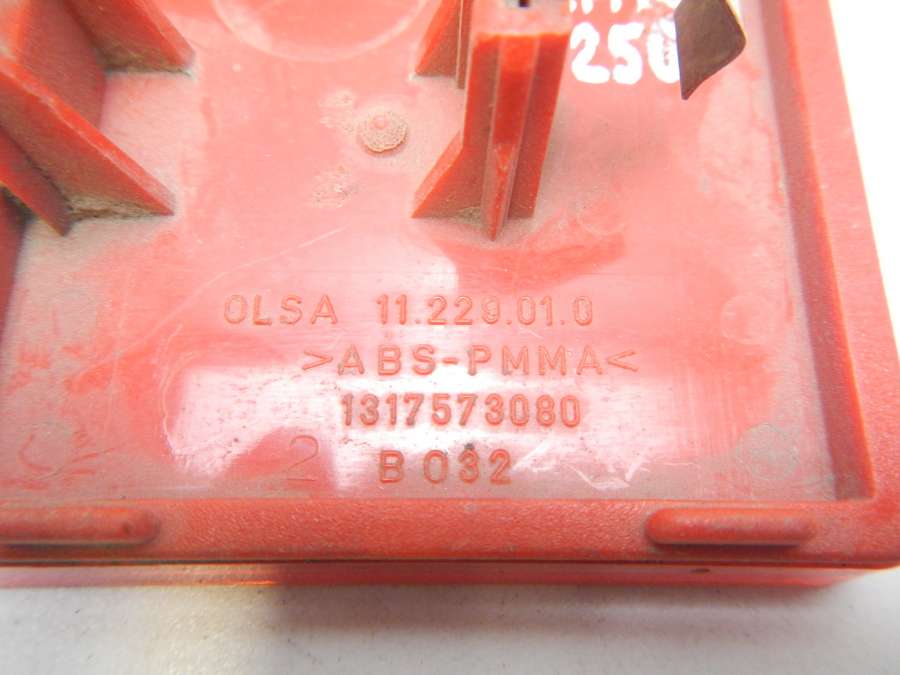 250
OLSA 11.229.01.0
>ABS-PMMA<
1317573080
2 B032